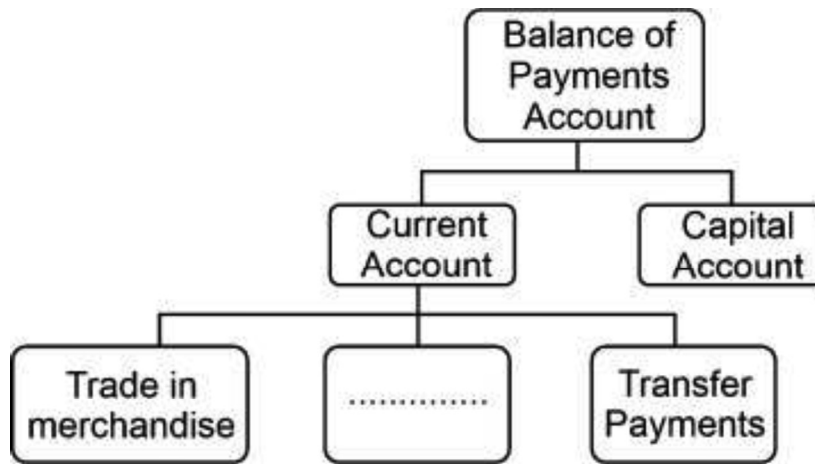 Balance of
Payments
Account
Current
Account
Capital
Account
Trade in
merchandise
................
Transfer
Payments